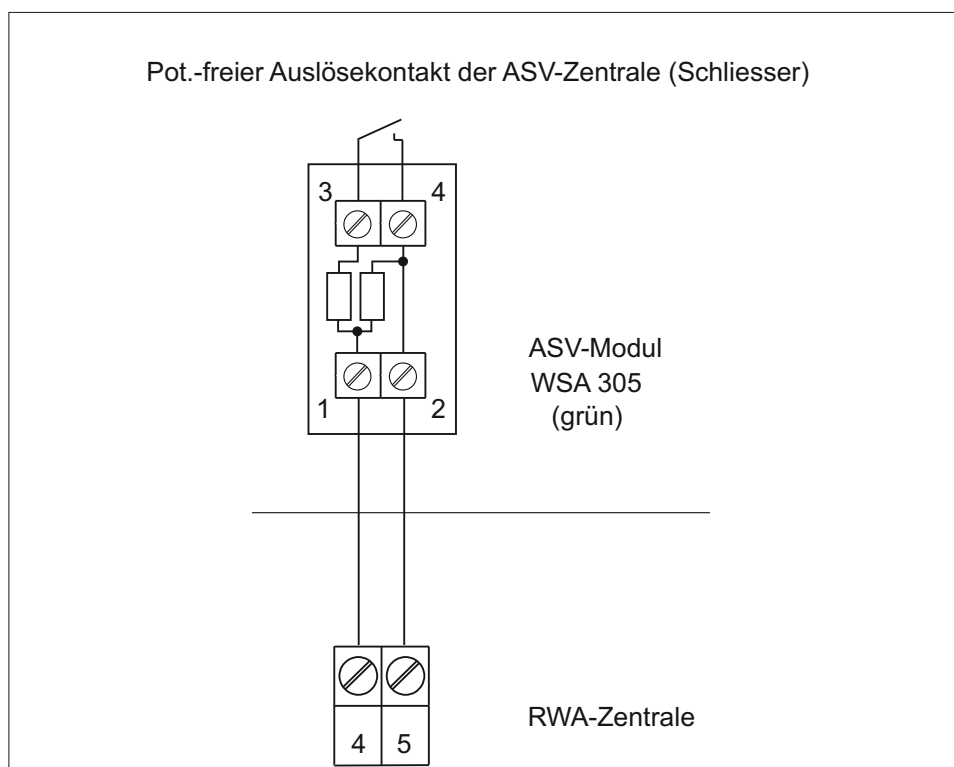 Pot.-freier Auslösekontakt der ASV-Zentrale (Schliesser)
3 4
ASV-Modul
WSA 305
(grün)
1 2
RWA-Zentrale
4 5